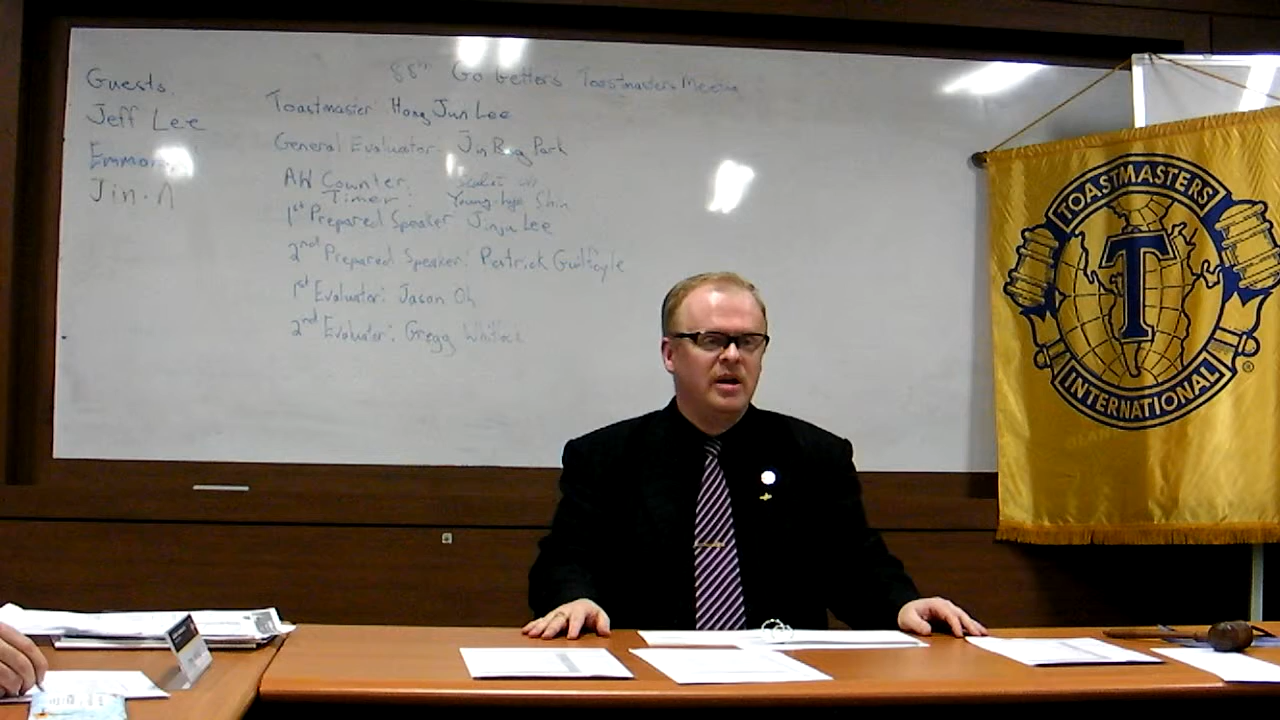 Guests
Jeff Lee
88th Go Getters Toastmasters Meeting
Toastmaster: Hong Jun Lee
General Evaluator: Jin Park
AH Counter:
Timer: Young-hye Shin
1st Prepared Speaker Jinju Lee
2nd Prepared Speaker: Patrick Guilfoyle
1st Evaluator: Jason Oh
2nd Evaluator: Gregg Whitlock
TOASTMASTERS
T
INTERNATIONAL
®